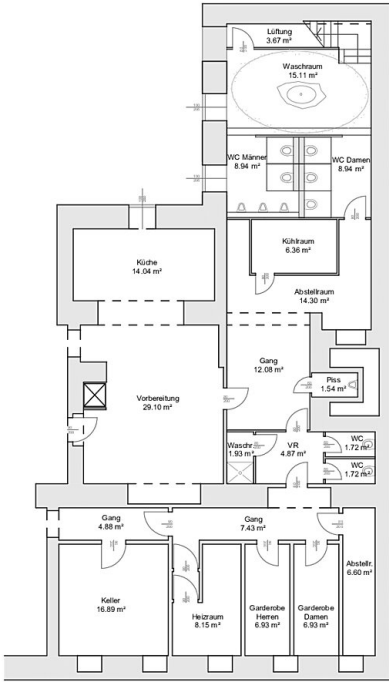 Lüftung
3.67 m²
Waschraum
15.11 m²
WC Männer
8.94 m²
WC Damen
8.94 m²
Kühlraum
6.36 m²
Küche
14.04 m²
Abstellraum
14.30 m²
Gang
12.08 m²
Piss
1.54 m²
Vorbereitung
29.10 m²
Waschr.
1.93 m²
VR
4.87 m²
WC
1.72 m²
WC
1.72 m²
Gang
4.88 m²
Gang
7.43 m²
Abstellr.
6.60 m²
Keller
16.89 m²
Heizraum
8.15 m²
Garderobe
Herren
6.93 m²
Garderobe
Damen
6.93 m²